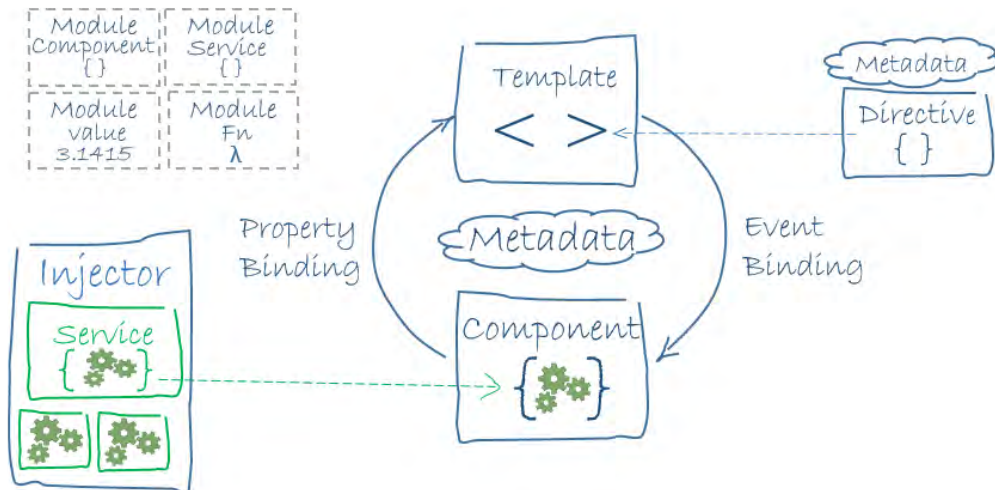 Module
Component
{ }
Module
Service
{ }
Module
value
3.1415
Module
Fn
λ
Template
< >
Metadata
Directive
{ }
Property
Binding
Metadata
Event
Binding
Injector
Service
{ }
Component
{ }